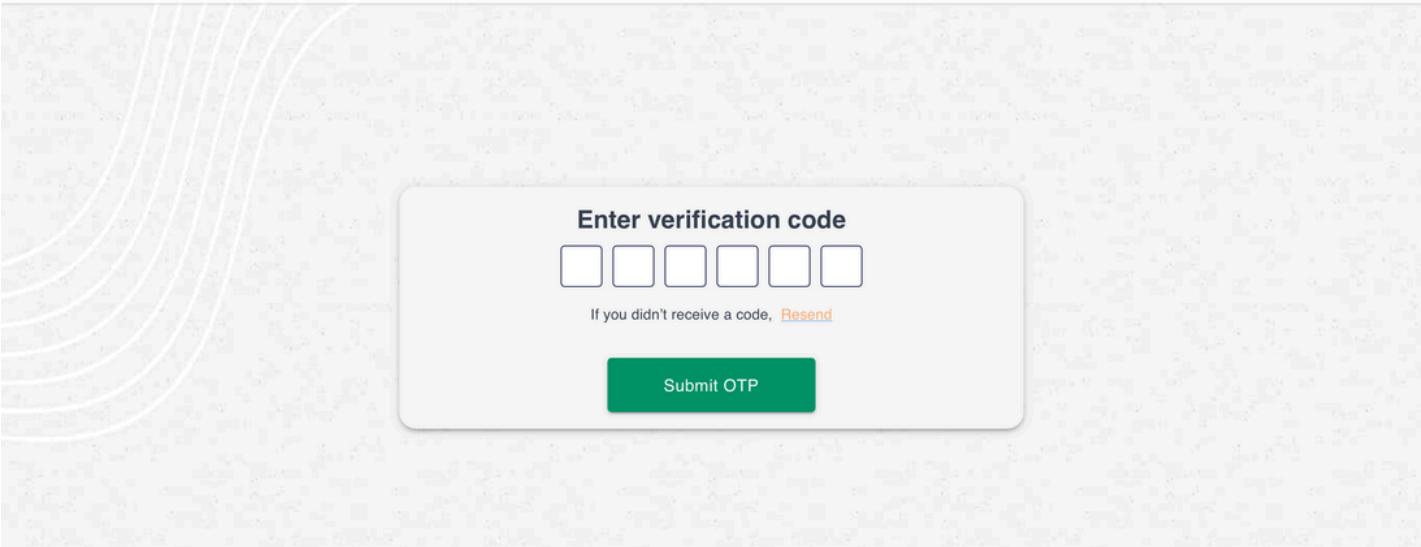 Enter verification code
If you didn't receive a code, Resend
Submit OTP